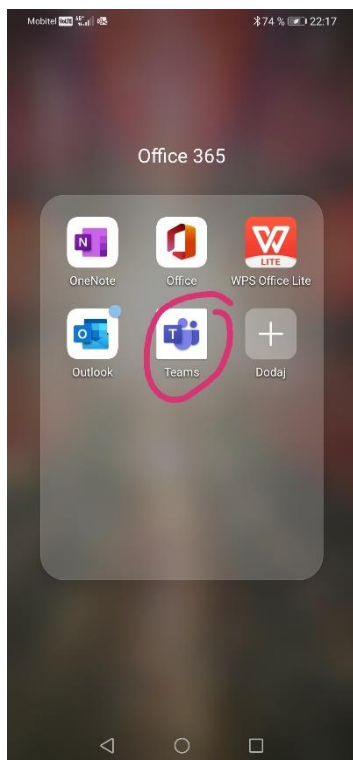 Mobitel 74 % 22:17
Office 365
N
OneNote
Office
W
LITE
WPS Office Lite
O
Outlook
T
Teams
Dodaj